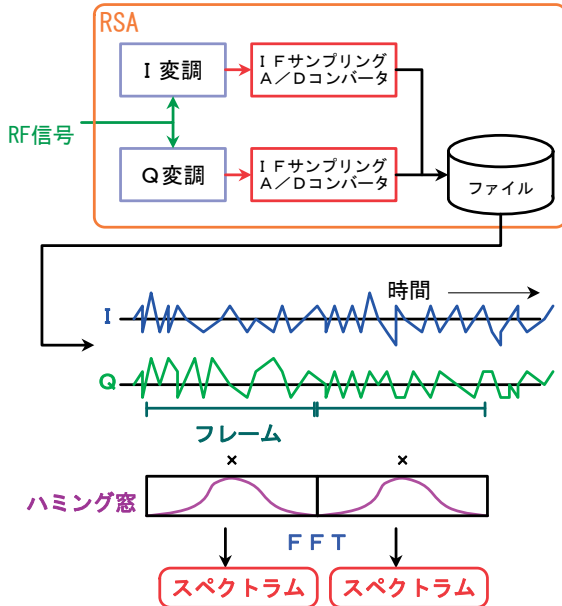 RSA
I 変調
I Fサンプリング
A/Dコンバータ
RF信号
Q変調
I Fサンプリング
A/Dコンバータ
ファイル
時間
I
Q
フレーム
×
×
ハミング窓
FFT
スペクトラム
スペクトラム